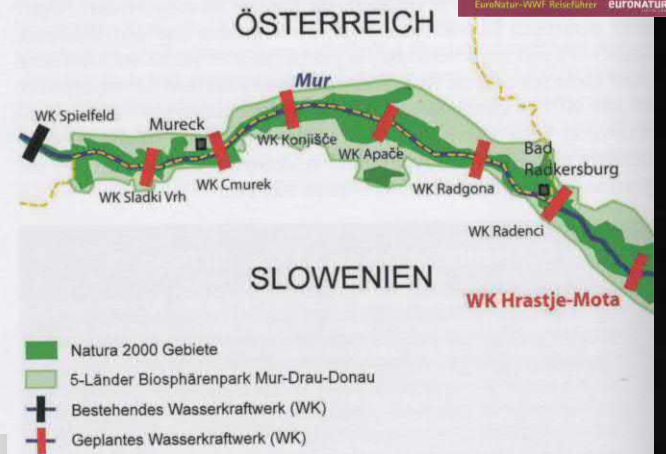 EuroNatur-WWF Reiseführer
EURONATUR
ÖSTERREICH
Mur
WK Spielfeld
Mureck
WK Konjišče
WK Apače
Bad
Radkersburg
WK Sladki Vrh
WK Cmurek
WK Radgona
WK Radenci
SLOWENIEN
WK Hrastje-Mota
Natura 2000 Gebiete
5-Länder Biosphärenpark Mur-Drau-Donau
Bestehendes Wasserkraftwerk (WK)
Geplantes Wasserkraftwerk (WK)